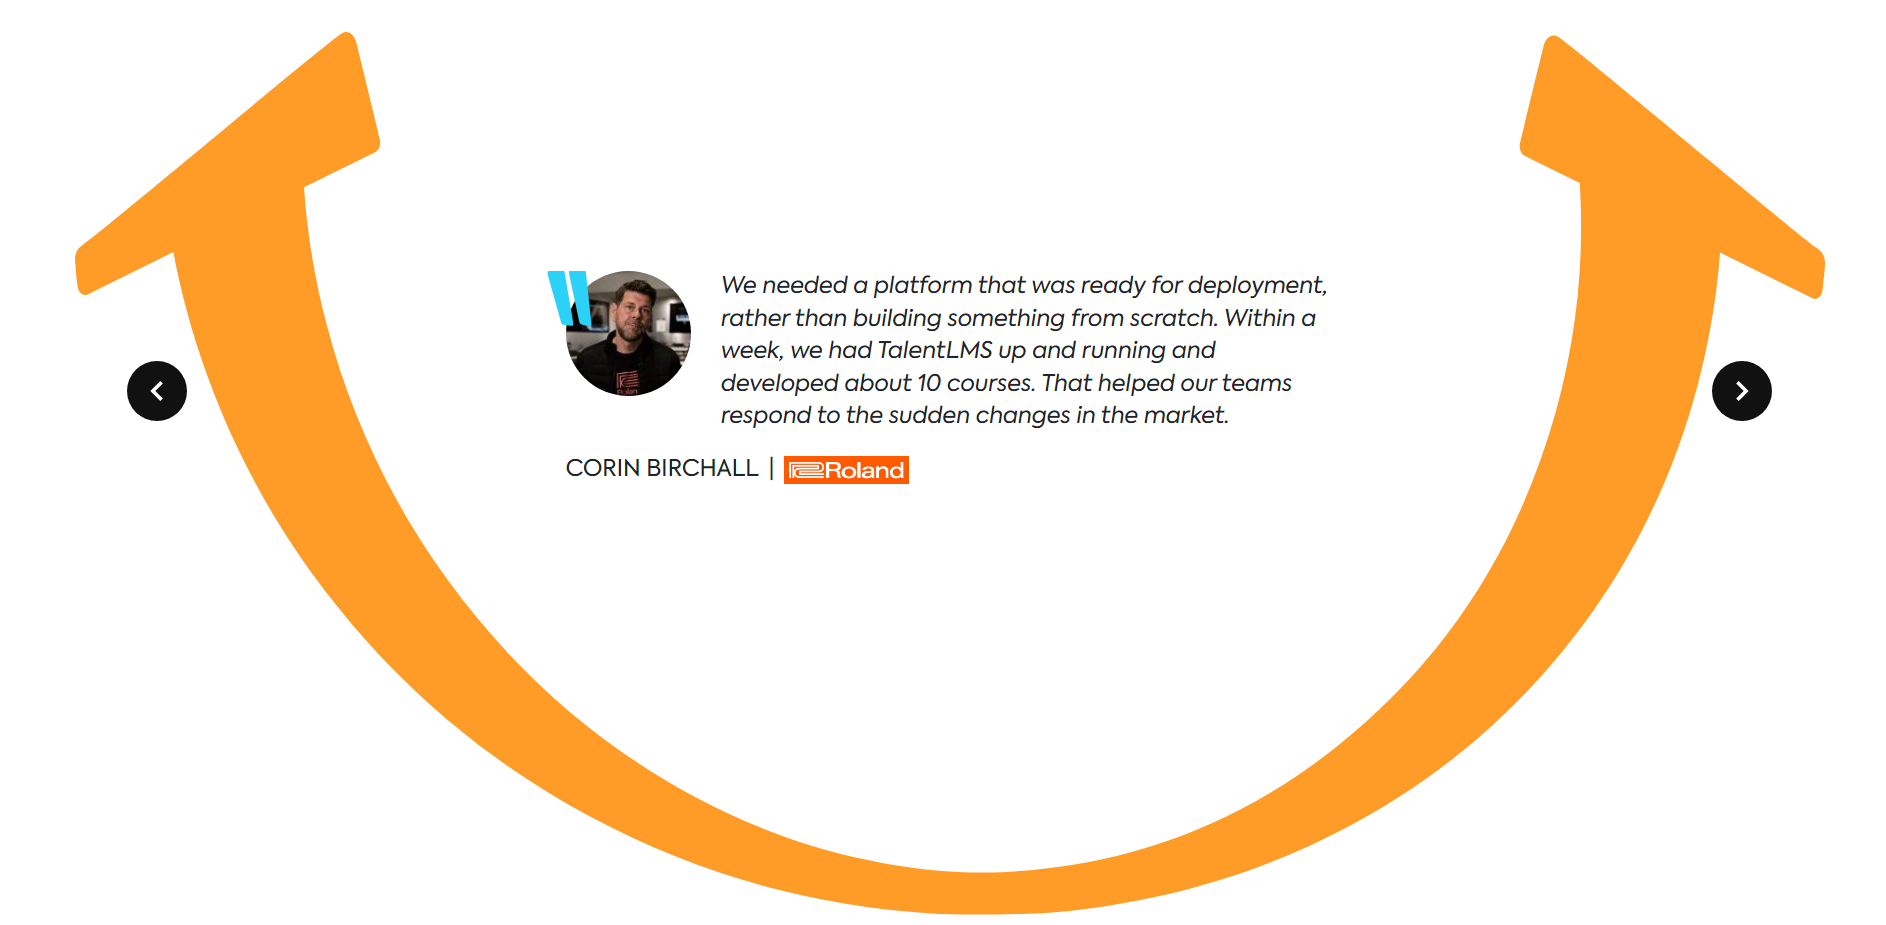 We needed a platform that was ready for deployment,
rather than building something from scratch. Within a
week, we had TalentLMS up and running and
developed about 10 courses. That helped our teams
respond to the sudden changes in the market.
CORIN BIRCHALL | Roland